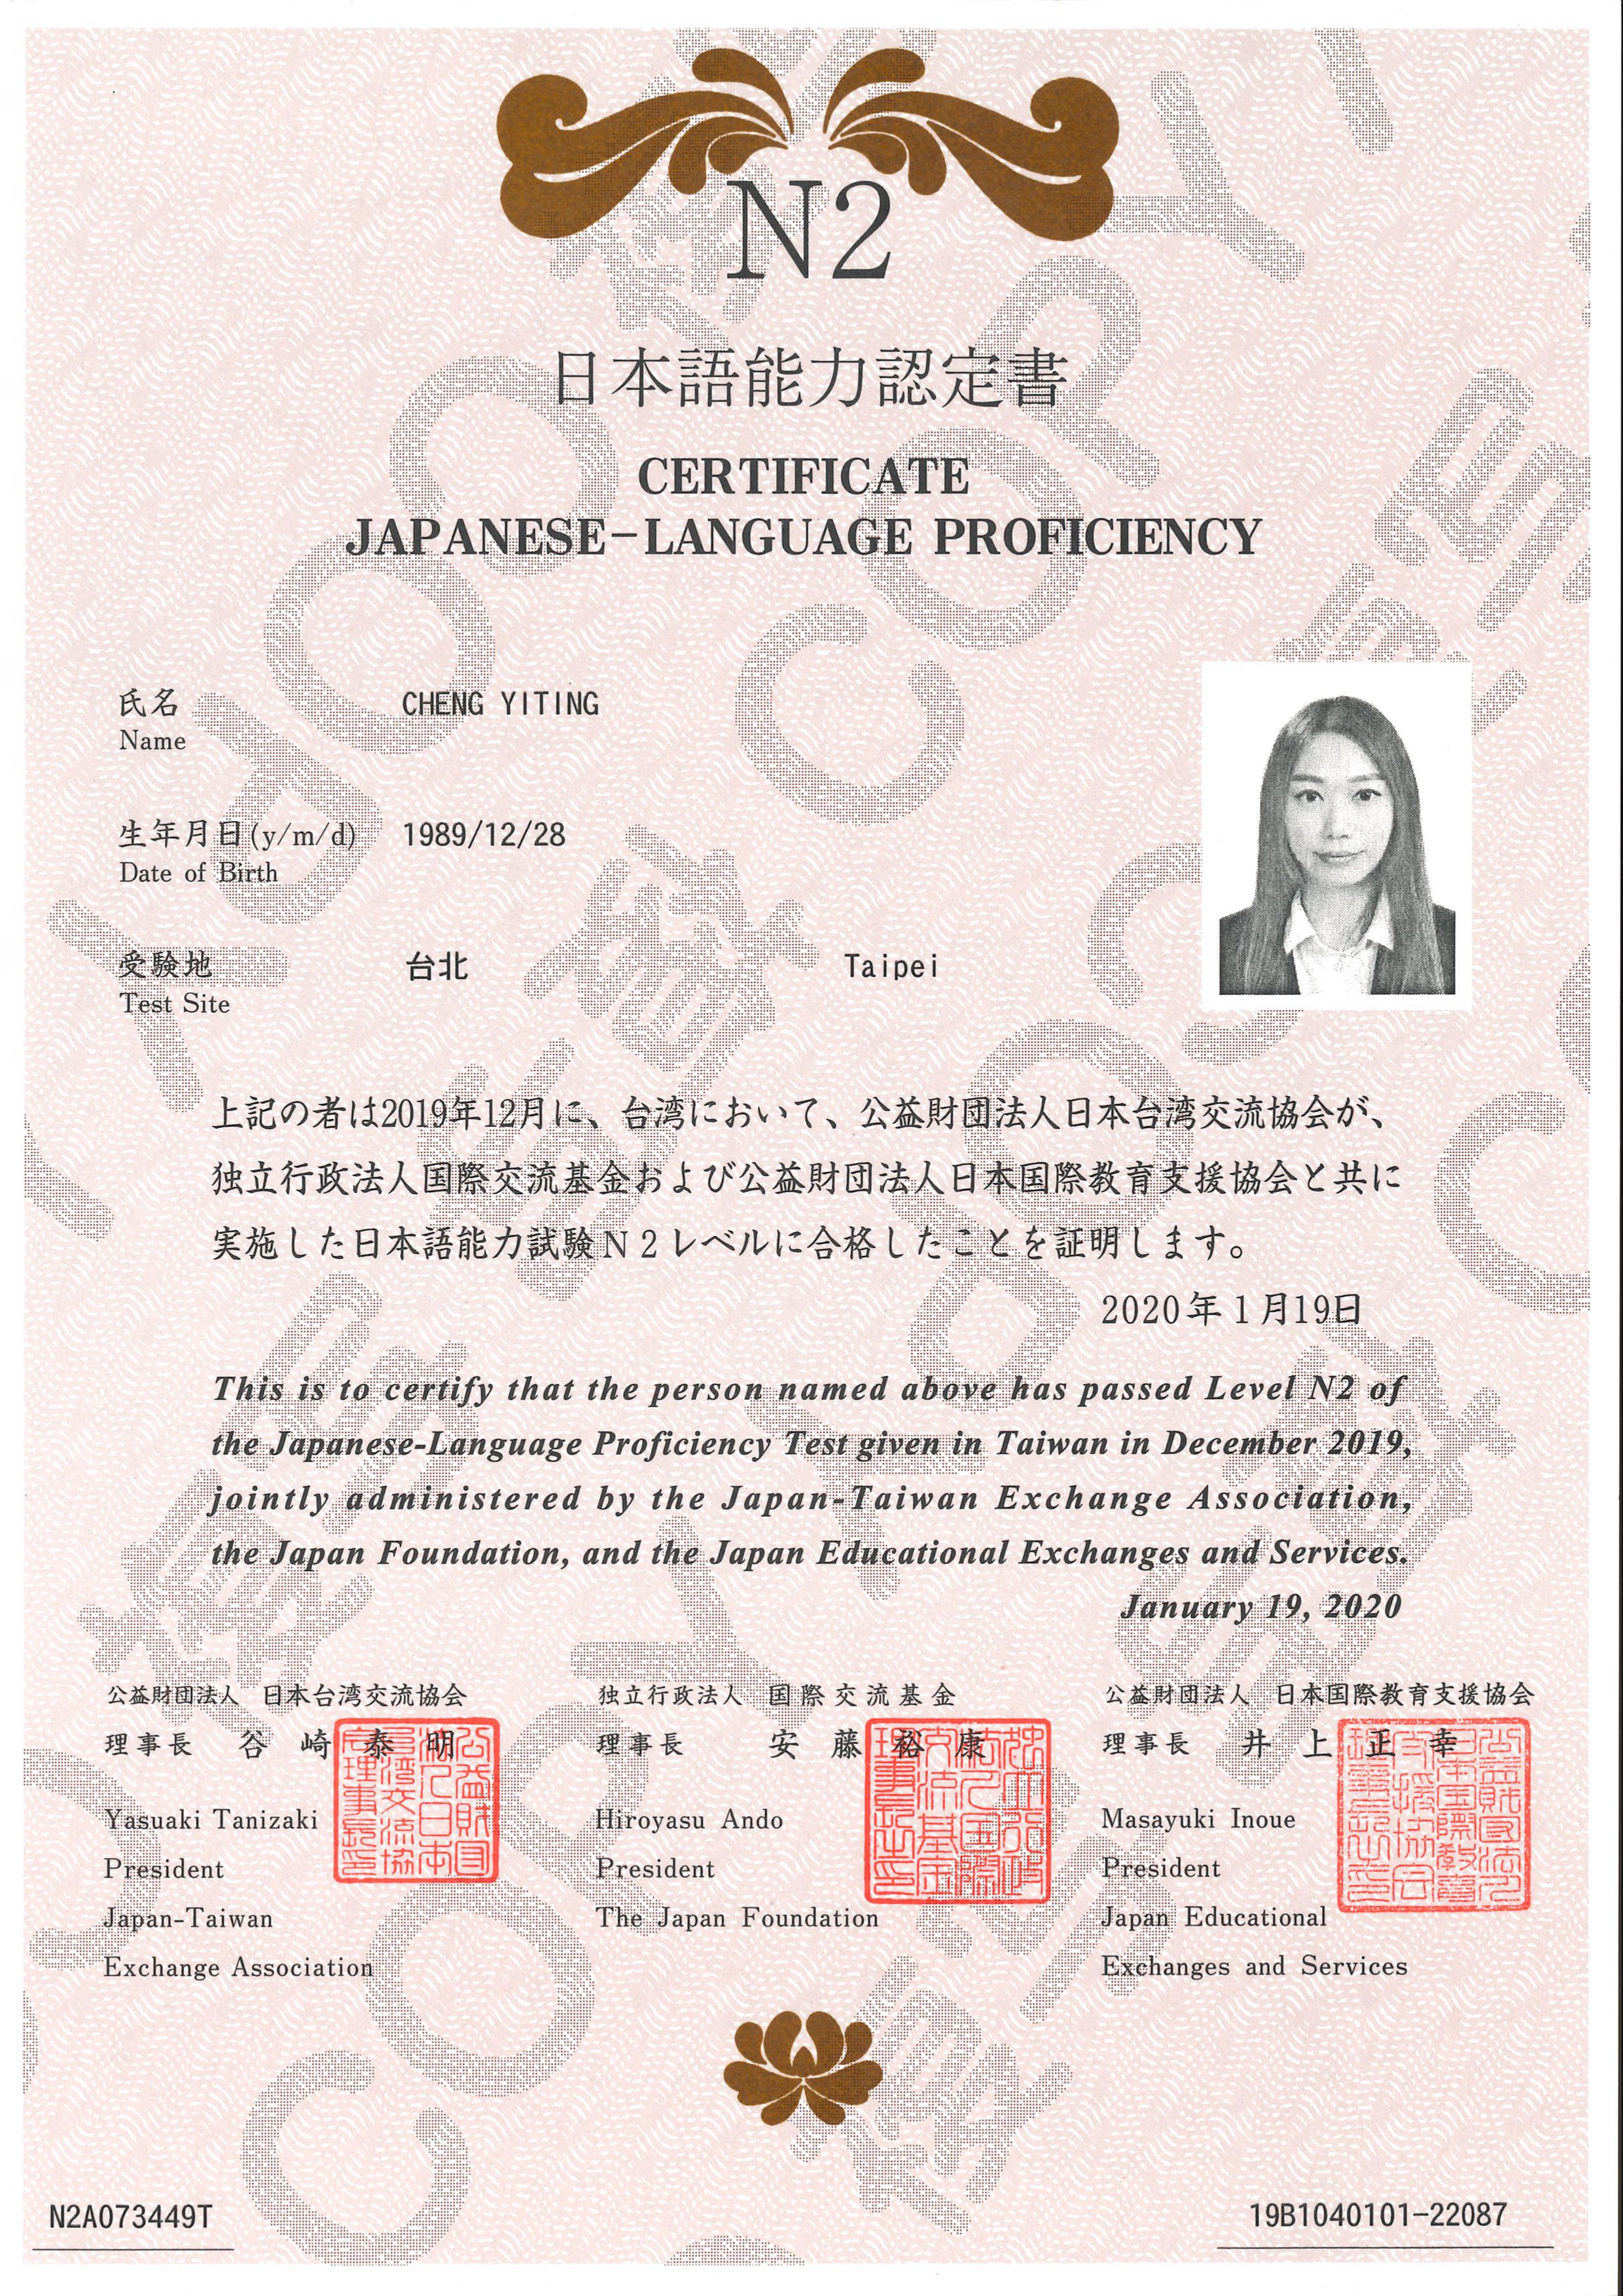 N2
日本語能力認定書
CERTIFICATE
JAPANESE-LANGUAGE PROFICIENCY
氏名 CHENG YITING
Name
生年月日(y/m/d) 1989/12/28
Date of Birth
受験地 台北 Taipei
Test Site
上記の者は2019年12月に、台湾において、公益財団法人日本台湾交流協会が、
独立行政法人国際交流基金および公益財団法人日本国際教育支援協会と共に
実施した日本語能力試験N2レベルに合格したことを証明します。
2020年1月19日
This is to certify that the person named above has passed Level N2 of
the Japanese-Language Proficiency Test given in Taiwan in December 2019,
jointly administered by the Japan-Taiwan Exchange Association,
the Japan Foundation, and the Japan Educational Exchanges and Services.
January 19, 2020
公益財団法人 日本台湾交流協会
理事長 谷崎泰明
Yasuaki Tanizaki
President
Japan-Taiwan
Exchange Association
独立行政法人 国際交流基金
理事長 安藤裕康
Hiroyasu Ando
President
The Japan Foundation
公益財団法人 日本国際教育支援協会
理事長 井上正幸
Masayuki Inoue
President
Japan Educational
Exchanges and Services
N2A073449T
19B1040101-22087
COPY
COPY
COPY
COPY